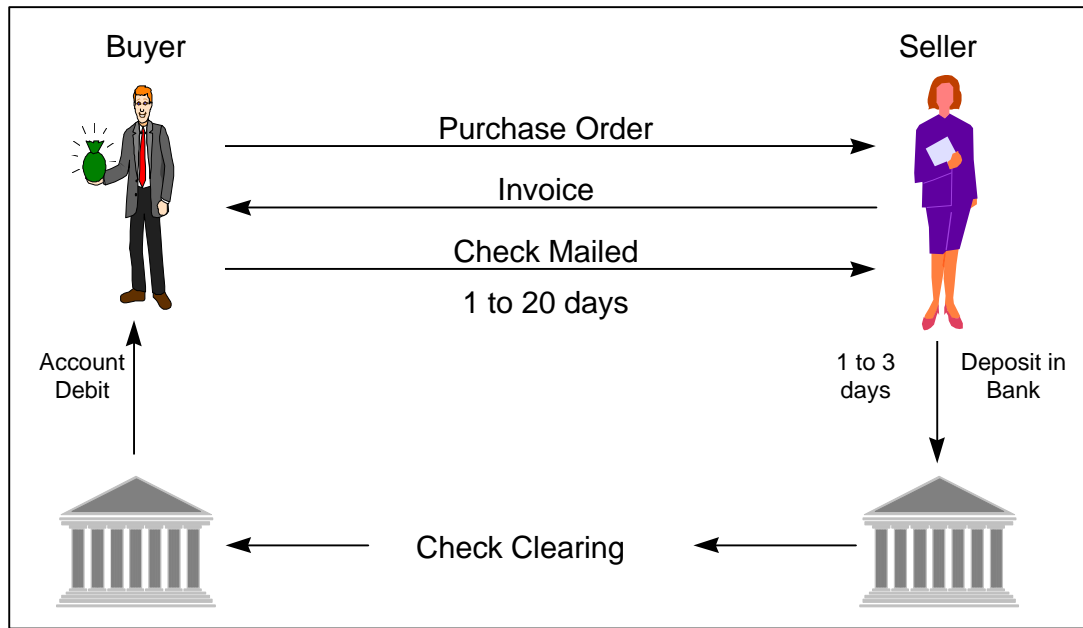 Buyer
Seller
Purchase Order
Invoice
Check Mailed
1 to 20 days
Account
Debit
1 to 3
days
Deposit in
Bank
Check Clearing